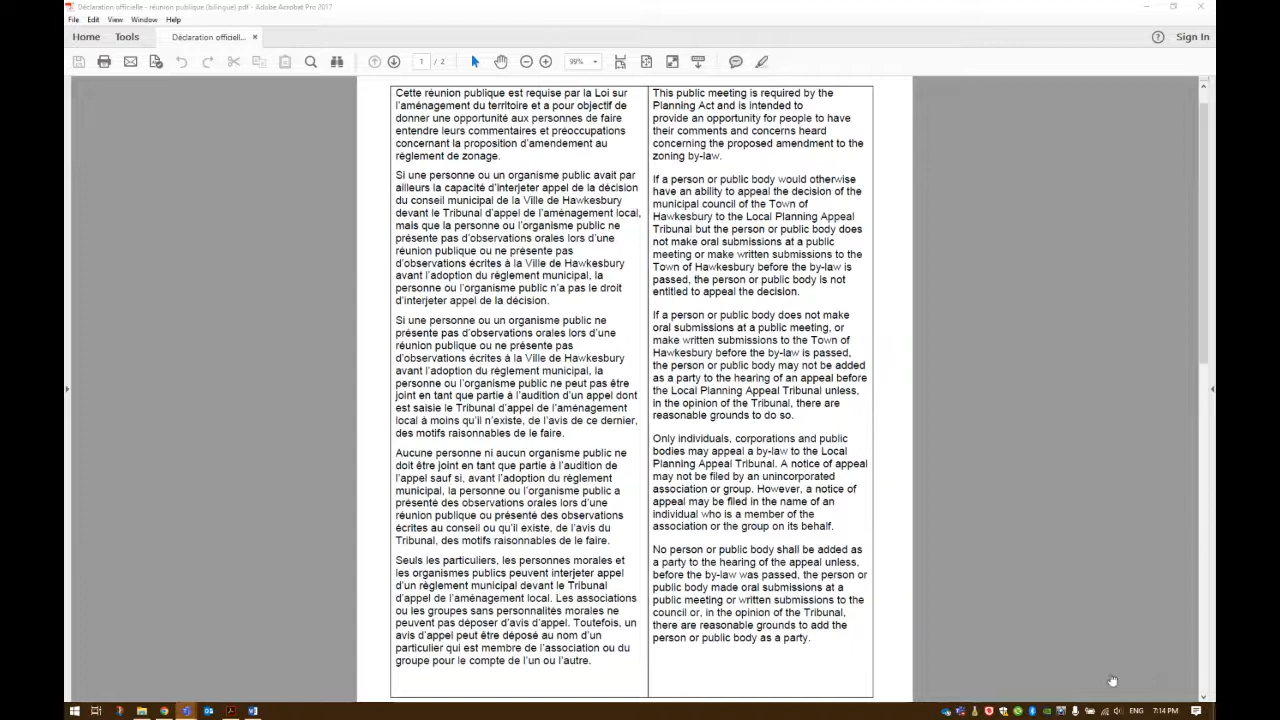 Déclaration officielle - réunion publique (bilingue).pdf - Adobe Acrobat Pro 2017
File Edit View Window Help
Home Tools Déclaration officiell... × Sign In
1 / 2 99%
Cette réunion publique est requise par la Loi sur
l'aménagement du territoire et a pour objectif de
donner une opportunité aux personnes de faire
entendre leurs commentaires et préoccupations
concernant la proposition d'amendement au
règlement de zonage.
Si une personne ou un organisme public avait par
ailleurs la capacité d'interjeter appel de la décision
du conseil municipal de la Ville de Hawkesbury
devant le Tribunal d'appel de l'aménagement local,
mais que la personne ou l'organisme public ne
présente pas d'observations orales lors d'une
réunion publique ou ne présente pas
d'observations écrites à la Ville de Hawkesbury
avant l'adoption du règlement municipal, la
personne ou l'organisme public n'a pas le droit
d'interjeter appel de la décision.
Si une personne ou un organisme public ne
présente pas d'observations orales lors d'une
réunion publique ou ne présente pas
d'observations écrites à la Ville de Hawkesbury
avant l'adoption du règlement municipal, la
personne ou l'organisme public ne peut pas être
joint en tant que partie à l'audition d'un appel dont
est saisie le Tribunal d'appel de l'aménagement
local à moins qu'il n'existe, de l'avis de ce dernier,
des motifs raisonnables de le faire.
Aucune personne ni aucun organisme public ne
doit être joint en tant que partie à l'audition de
l'appel sauf si, avant l'adoption du règlement
municipal, la personne ou l'organisme public a
présenté des observations orales lors d'une
réunion publique ou présenté des observations
écrites au conseil ou qu'il existe, de l'avis du
Tribunal, des motifs raisonnables de le faire.
Seuls les particuliers, les personnes morales et
les organismes publics peuvent interjeter appel
d'un règlement municipal devant le Tribunal
d'appel de l'aménagement local. Les associations
ou les groupes sans personnalités morales ne
peuvent pas déposer d'avis d'appel. Toutefois, un
avis d'appel peut être déposé au nom d'un
particulier qui est membre de l'association ou du
groupe pour le compte de l'un ou l'autre.
This public meeting is required by the
Planning Act and is intended to
provide an opportunity for people to have
their comments and concerns heard
concerning the proposed amendment to the
zoning by-law.
If a person or public body would otherwise
have an ability to appeal the decision of the
municipal council of the Town of
Hawkesbury to the Local Planning Appeal
Tribunal but the person or public body does
not make oral submissions at a public
meeting or make written submissions to the
Town of Hawkesbury before the by-law is
passed, the person or public body is not
entitled to appeal the decision.
If a person or public body does not make
oral submissions at a public meeting, or
make written submissions to the Town of
Hawkesbury before the by-law is passed,
the person or public body may not be added
as a party to the hearing of an appeal before
the Local Planning Appeal Tribunal unless,
in the opinion of the Tribunal, there are
reasonable grounds to do so.
Only individuals, corporations and public
bodies may appeal a by-law to the Local
Planning Appeal Tribunal. A notice of appeal
may not be filed by an unincorporated
association or group. However, a notice of
appeal may be filed in the name of an
individual who is a member of the
association or the group on its behalf.
No person or public body shall be added as
a party to the hearing of the appeal unless,
before the by-law was passed, the person or
public body made oral submissions at a
public meeting or written submissions to the
council or, in the opinion of the Tribunal,
there are reasonable grounds to add the
person or public body as a party.
ENG 7:14 PM